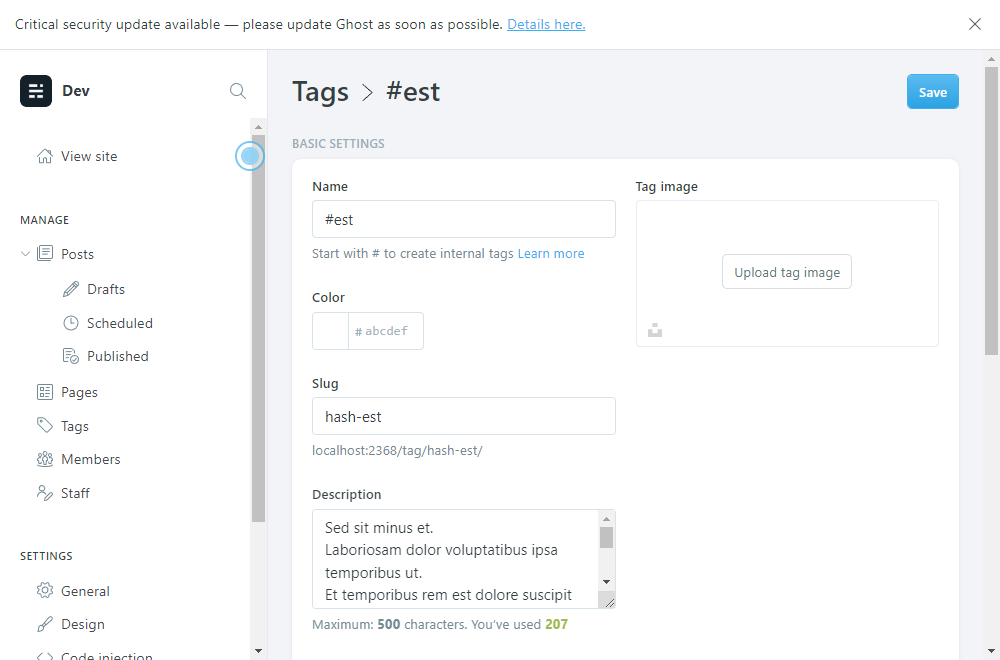 Critical security update available — please update Ghost as soon as possible. Details here.
Dev
View site
MANAGE
Posts
Drafts
Scheduled
Published
Pages
Tags
Members
Staff
SETTINGS
General
Design
Code injection
Tags > #est
Save
BASIC SETTINGS
Name
#est
Start with # to create internal tags Learn more
Color
# abcdef
Slug
hash-est
localhost:2368/tag/hash-est/
Description
Sed sit minus et.
Laboriosam dolor voluptatibus ipsa
temporibus ut.
Et temporibus rem est dolore suscipit
Maximum: 500 characters. You've used 207
Tag image
Upload tag image